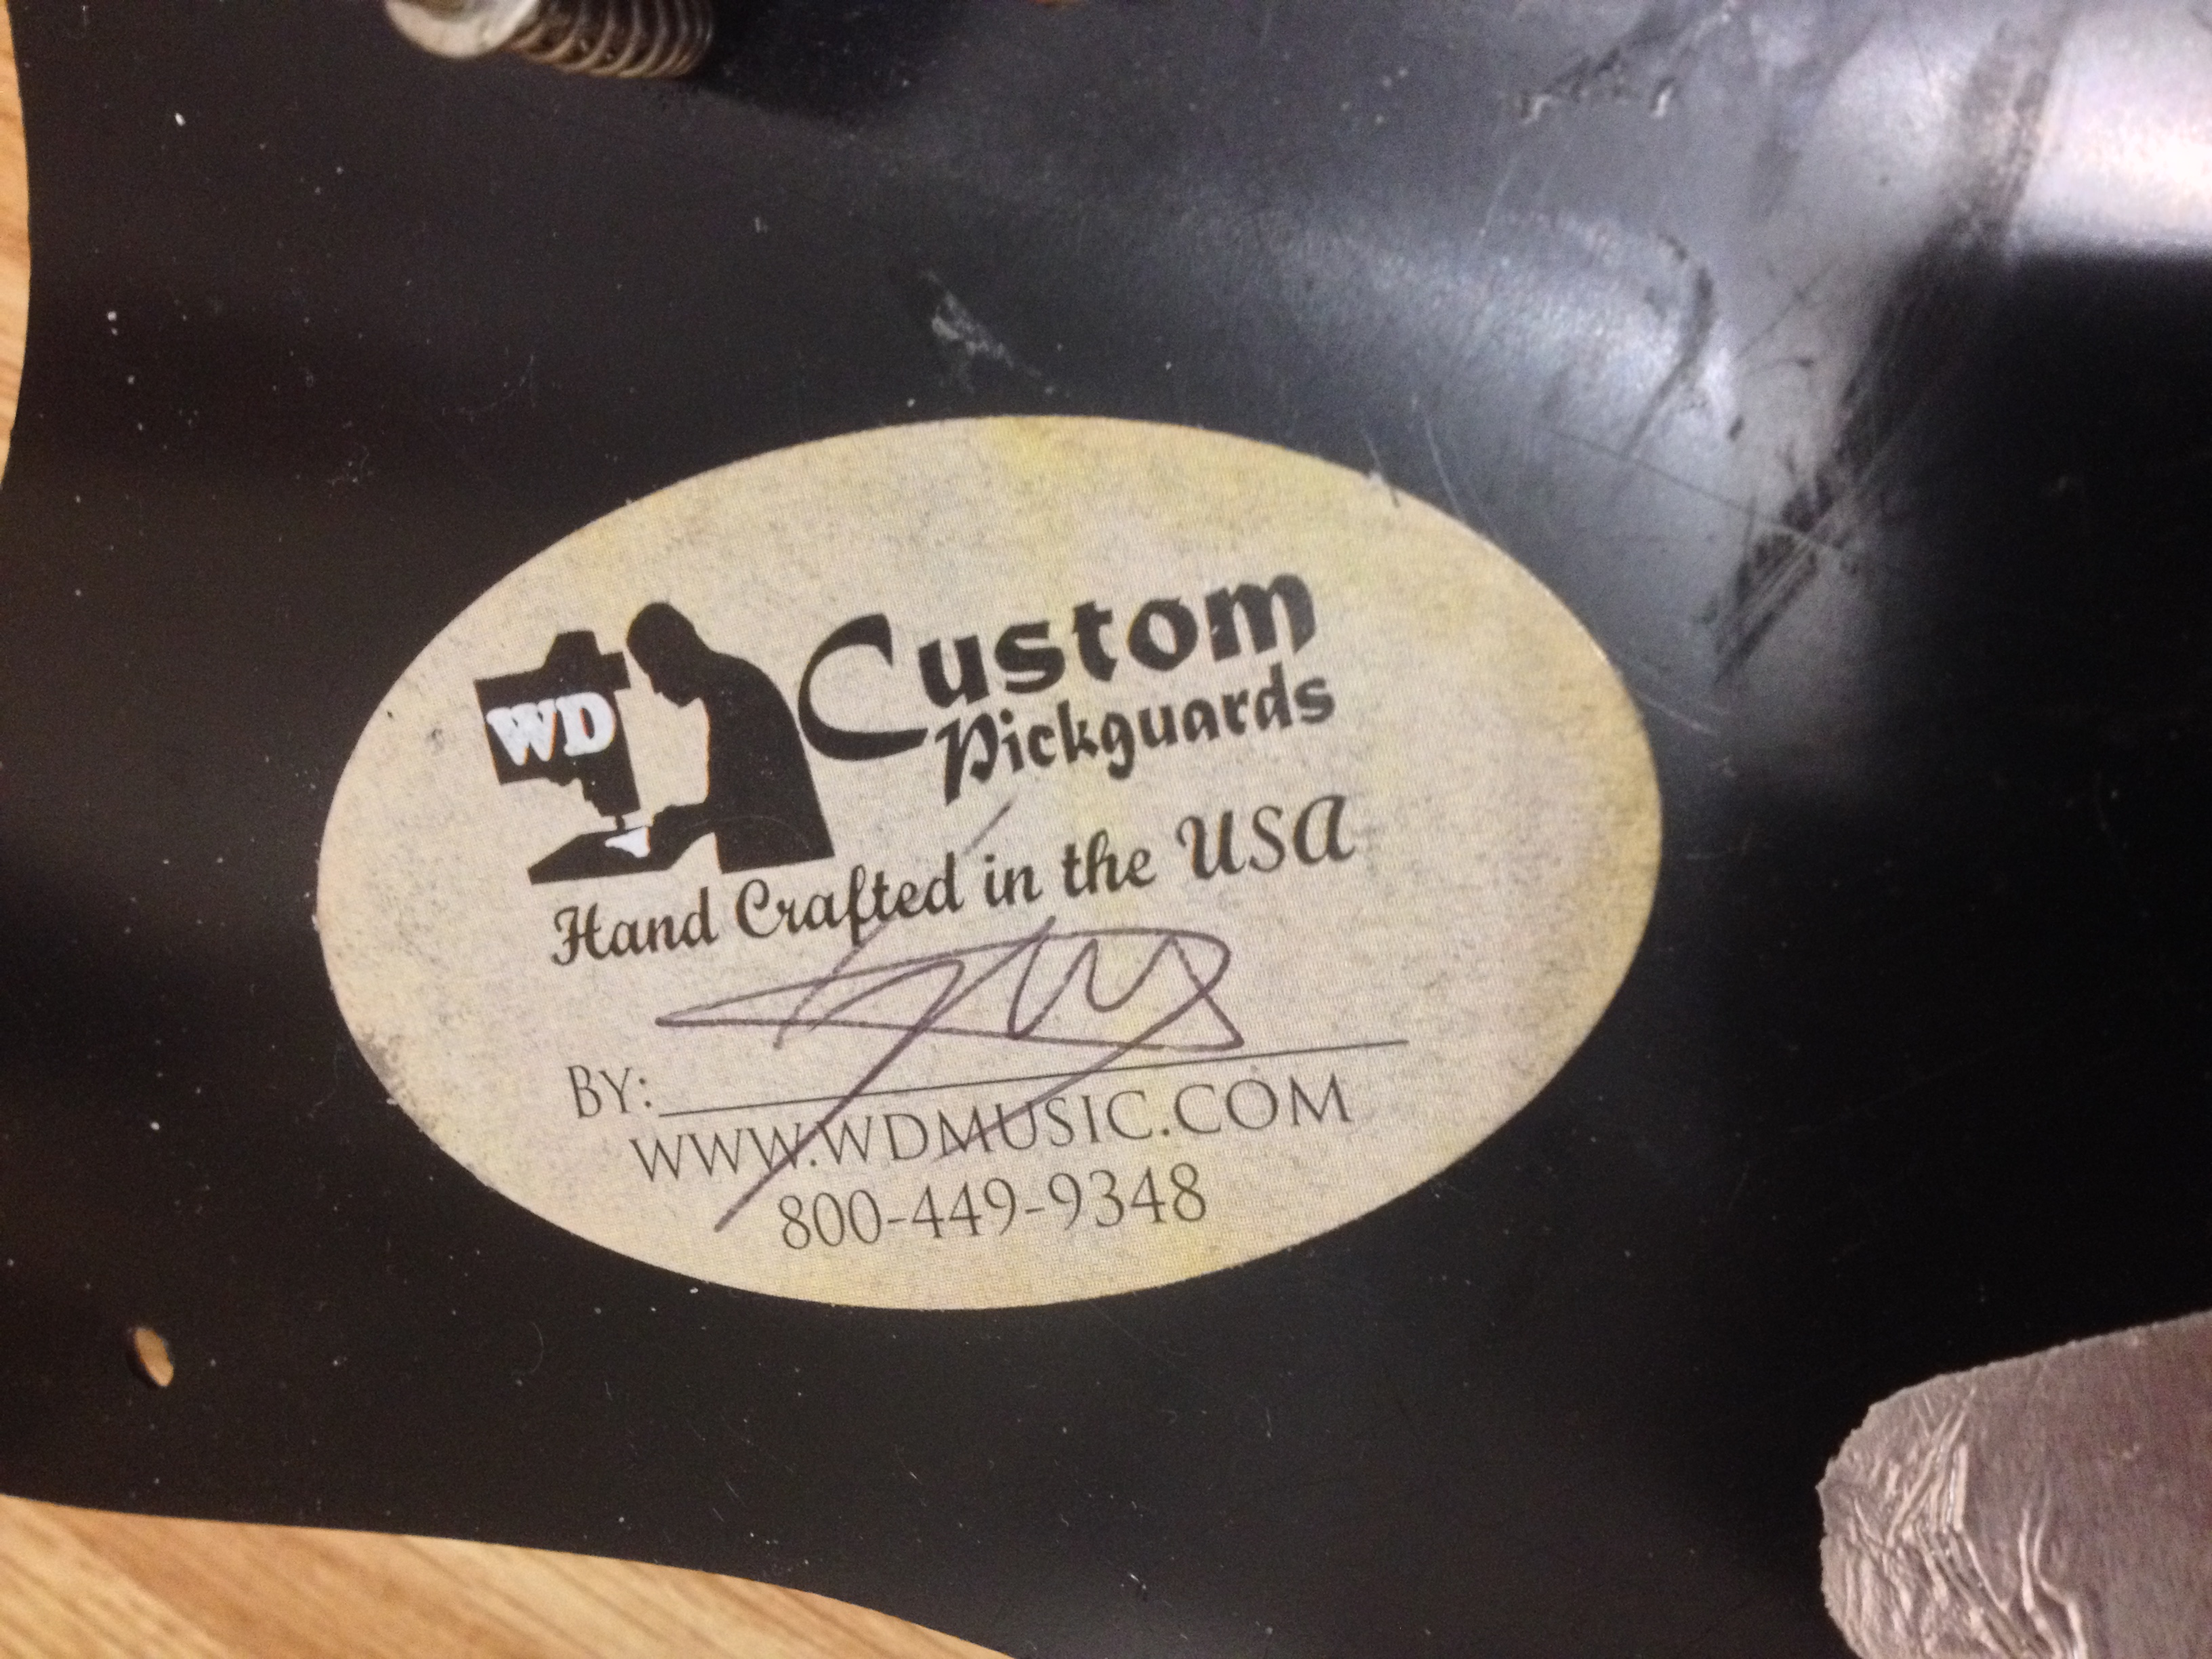 WD
Custom
Pickguards
Hand Crafted in the USA
BY:
WWW.WDMUSIC.COM
800-449-9348